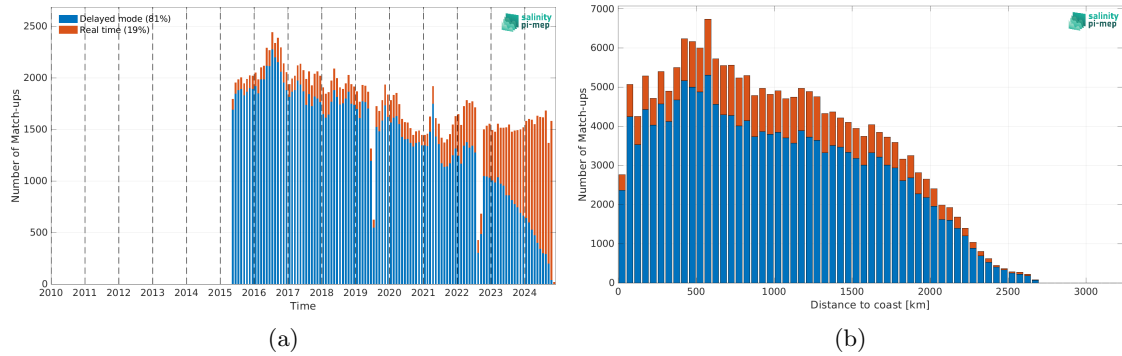 Delayed mode (81%)
Real time (19%)
salinity
pi-mep
Number of Match-ups
2500
2000
1500
1000
500
0
2010 2011 2012 2013 2014 2015 2016 2017 2018 2019 2020 2021 2022 2023 2024
Time
(a)
salinity
pi-mep
Number of Match-ups
7000
6000
5000
4000
3000
2000
1000
0
0 500 1000 1500 2000 2500 3000
Distance to coast [km]
(b)